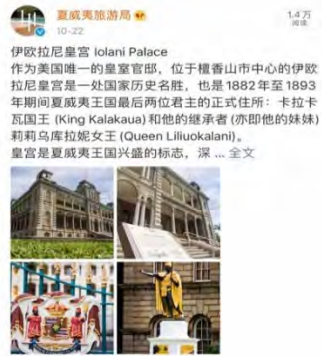 夏威夷旅游局
1.4万
阅读
10-22
伊欧拉尼皇宫 iolani Palace
作为美国唯一的皇室官邸，位于檀香山市中心的伊欧
拉尼皇宫是一处国家历史名胜，也是1882年至1893
年期间夏威夷王国最后两位君主的正式住所：卡拉卡
瓦国王 (King Kalakaua) 和他的继承者 (亦即他的妹妹)
莉莉乌库拉妮女王 (Queen Liliuokalani)。
皇宫是夏威夷王国兴盛的标志，深 ... 全文